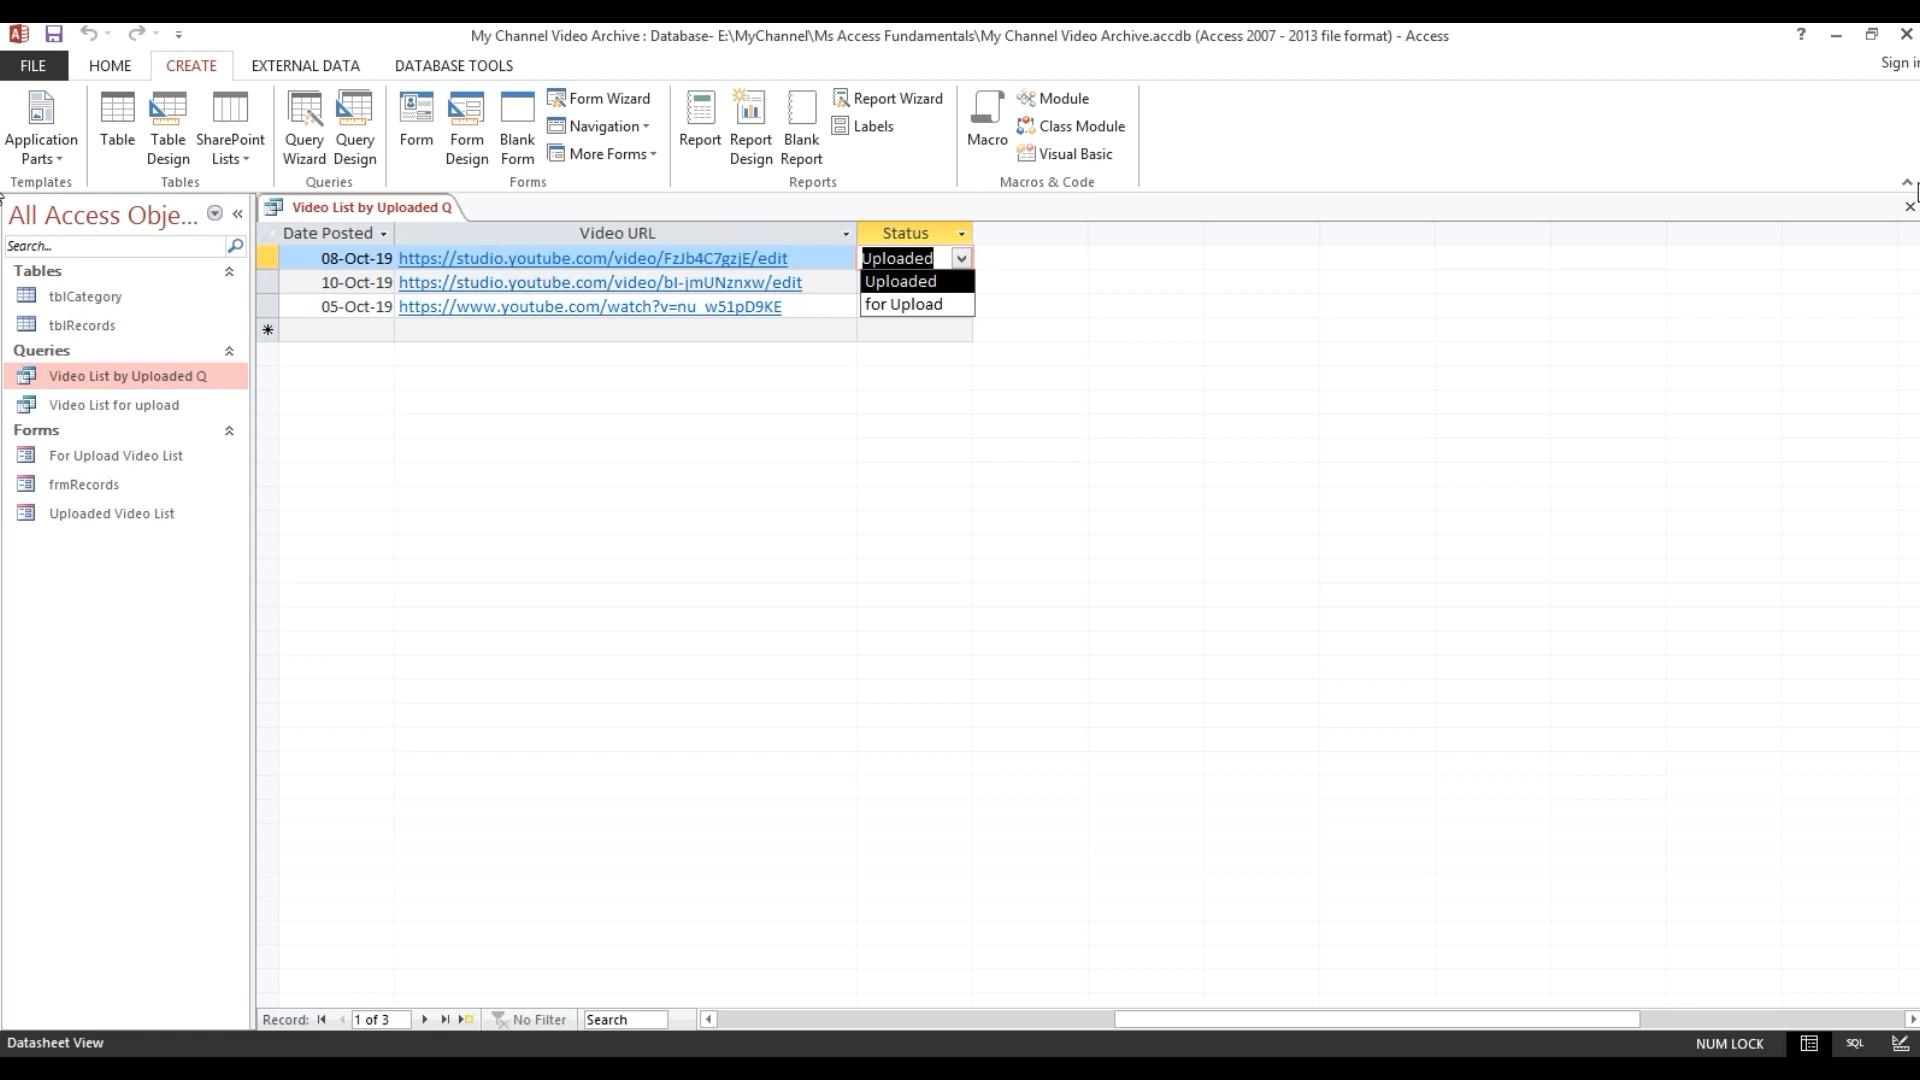 My Channel Video Archive : Database- E:\MyChannel\Ms Access Fundamentals\My Channel Video Archive.accdb (Access 2007 - 2013 file format) - Access
?
FILE HOME CREATE EXTERNAL DATA DATABASE TOOLS
Sign in
Application Parts
Templates
Table
Table Design
SharePoint Lists
Tables
Query Wizard
Query Design
Queries
Form
Form Design
Blank Form
Form Wizard
Navigation
More Forms
Forms
Report
Report Design
Blank Report
Report Wizard
Labels
Reports
Macro
Module
Class Module
Visual Basic
Macros & Code
All Access Obje...
Search...
Tables
tblCategory
tblRecords
Queries
Video List by Uploaded Q
Video List for upload
Forms
For Upload Video List
frmRecords
Uploaded Video List
Video List by Uploaded Q
Date Posted Video URL Status
08-Oct-19 https://studio.youtube.com/video/FzJb4C7gzjE/edit Uploaded
10-Oct-19 https://studio.youtube.com/video/bI-jmUNznxw/edit
05-Oct-19 https://www.youtube.com/watch?v=nu_w51pD9KE
Uploaded
for Upload
Record: 1 of 3 No Filter Search
Datasheet View
NUM LOCK
SQL